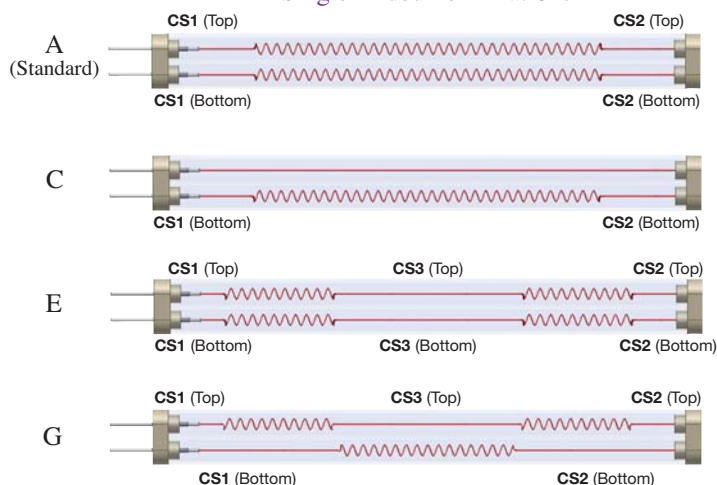 CS1 (Top) CS2 (Top)
A
(Standard)
CS1 (Bottom) CS2 (Bottom)
C
CS1 (Bottom) CS2 (Bottom)
CS1 (Top) CS3 (Top) CS2 (Top)
E
CS1 (Bottom) CS3 (Bottom) CS2 (Bottom)
CS1 (Top) CS3 (Top) CS2 (Top)
G
CS1 (Bottom) CS2 (Bottom)